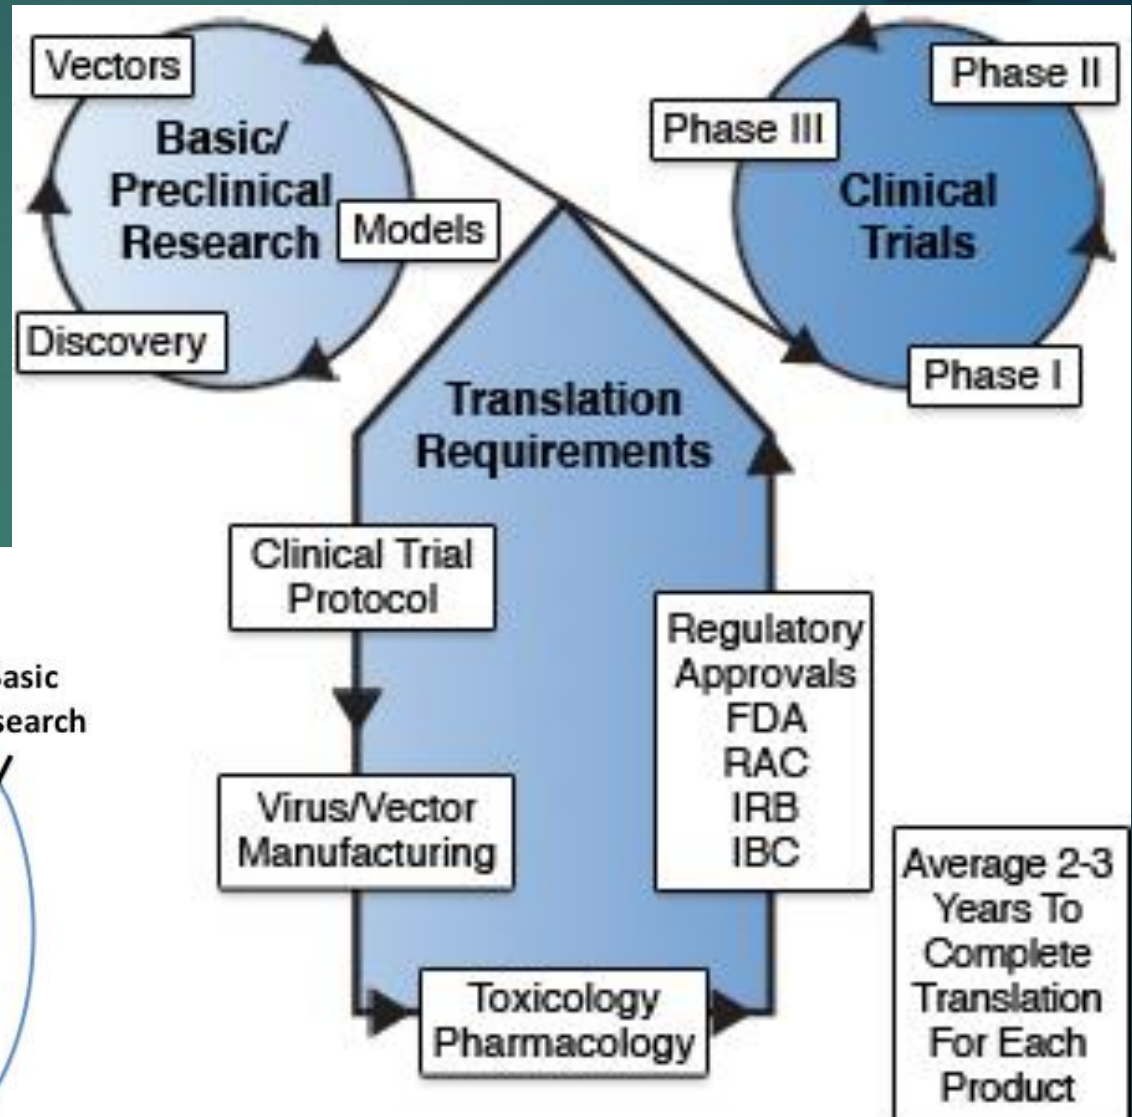 Vectors
Basic/
Preclinical
Research
Models
Discovery
Phase II
Phase III
Clinical
Trials
Phase I
Translation
Requirements
Clinical Trial
Protocol
Virus/Vector
Manufacturing
Toxicology
Pharmacology
Regulatory
Approvals
FDA
RAC
IRB
IBC
Average 2-3
Years To
Complete
Translation
For Each
Product
asic
search